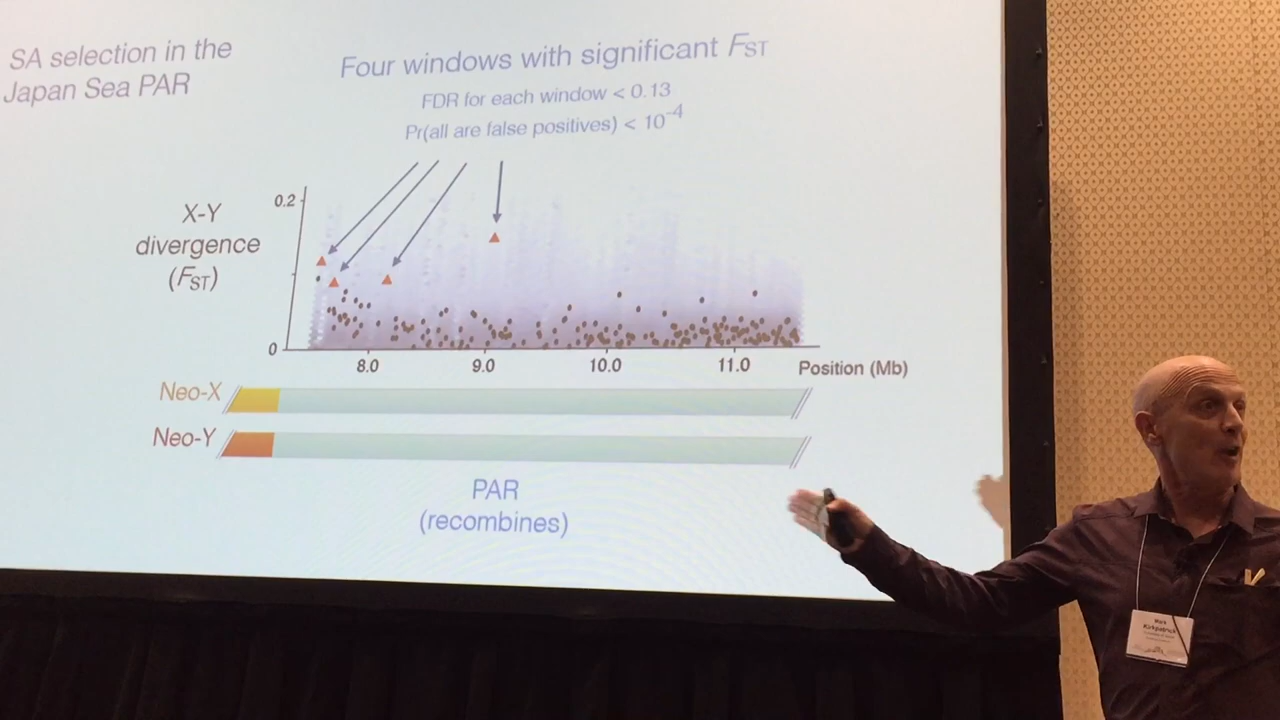 SA selection in the
Japan Sea PAR
Four windows with significant FST
FDR for each window < 0.13
Pr(all are false positives) < 10⁻⁴
X-Y
divergence
(FST)
0.2
0
8.0 9.0 10.0 11.0 Position (Mb)
Neo-X
Neo-Y
PAR
(recombines)
Mark
Kirkpatrick